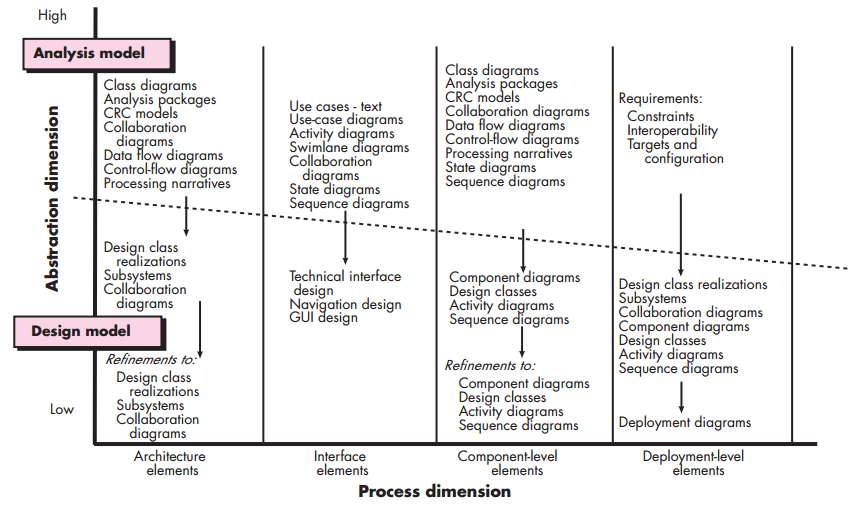 High
Analysis model
Abstraction dimension
Design model
Low
Class diagrams
Analysis packages
CRC models
Collaboration
diagrams
Data flow diagrams
Control-flow diagrams
Processing narratives
Design class
realizations
Subsystems
Collaboration
diagrams
Refinements to:
Design class
realizations
Subsystems
Collaboration
diagrams
Architecture
elements
Use cases - text
Use-case diagrams
Activity diagrams
Swimlane diagrams
Collaboration
diagrams
State diagrams
Sequence diagrams
Technical interface
design
Navigation design
GUI design
Interface
elements
Class diagrams
Analysis packages
CRC models
Collaboration diagrams
Data flow diagrams
Control-flow diagrams
Processing narratives
State diagrams
Sequence diagrams
Component diagrams
Design classes
Activity diagrams
Sequence diagrams
Refinements to:
Component diagrams
Design classes
Activity diagrams
Sequence diagrams
Component-level
elements
Requirements:
Constraints
Interoperability
Targets and
configuration
Design class realizations
Subsystems
Collaboration diagrams
Component diagrams
Design classes
Activity diagrams
Sequence diagrams
Deployment diagrams
Deployment-level
elements
Process dimension